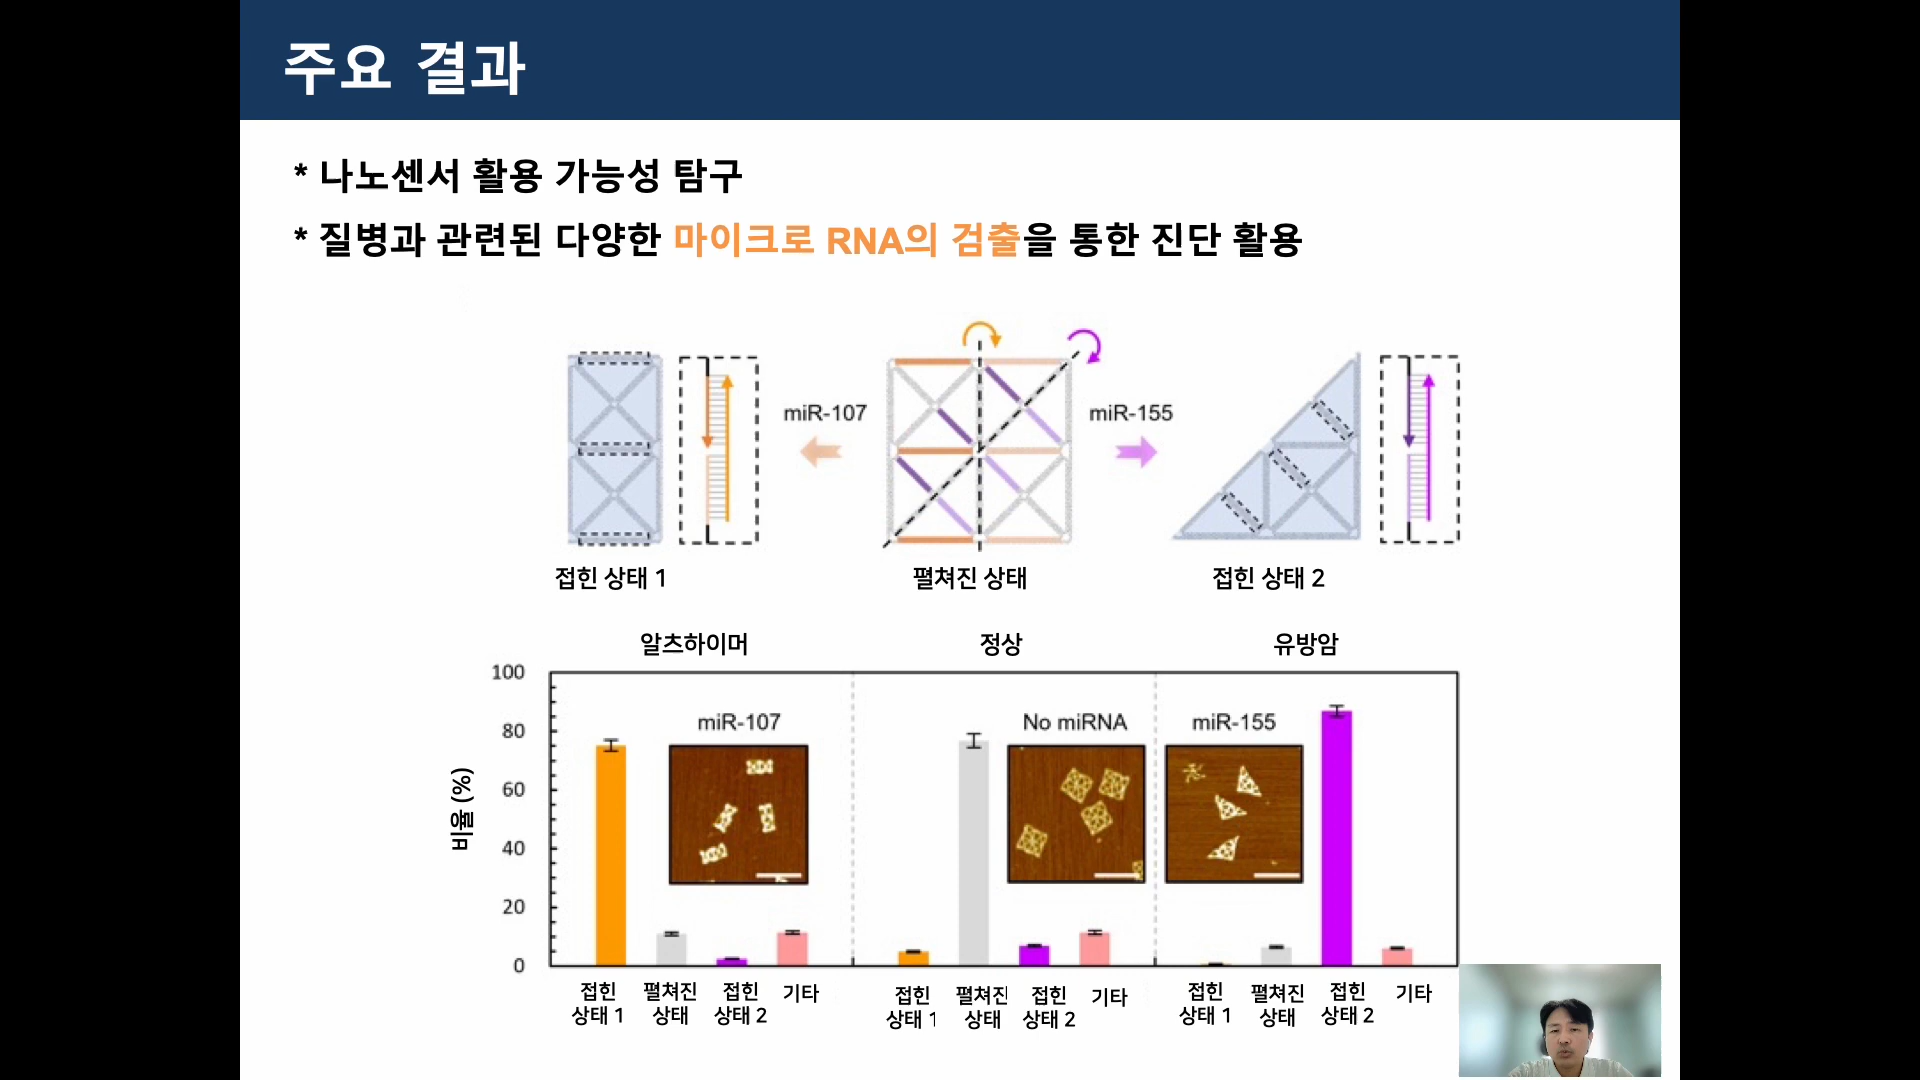 주요 결과
* 나노센서 활용 가능성 탐구
* 질병과 관련된 다양한 마이크로 RNA의 검출을 통한 진단 활용
miR-107
miR-155
접힌 상태 1
펼쳐진 상태
접힌 상태 2
알츠하이머
정상
유방암
비율 (%)
100
80
60
40
20
0
miR-107
No miRNA
miR-155
접힌
상태 1
펼쳐진
상태
접힌
상태 2
기타
접힌
상태 1
펼쳐진
상태
접힌
상태 2
기타
접힌
상태 1
펼쳐진
상태
접힌
상태 2
기타